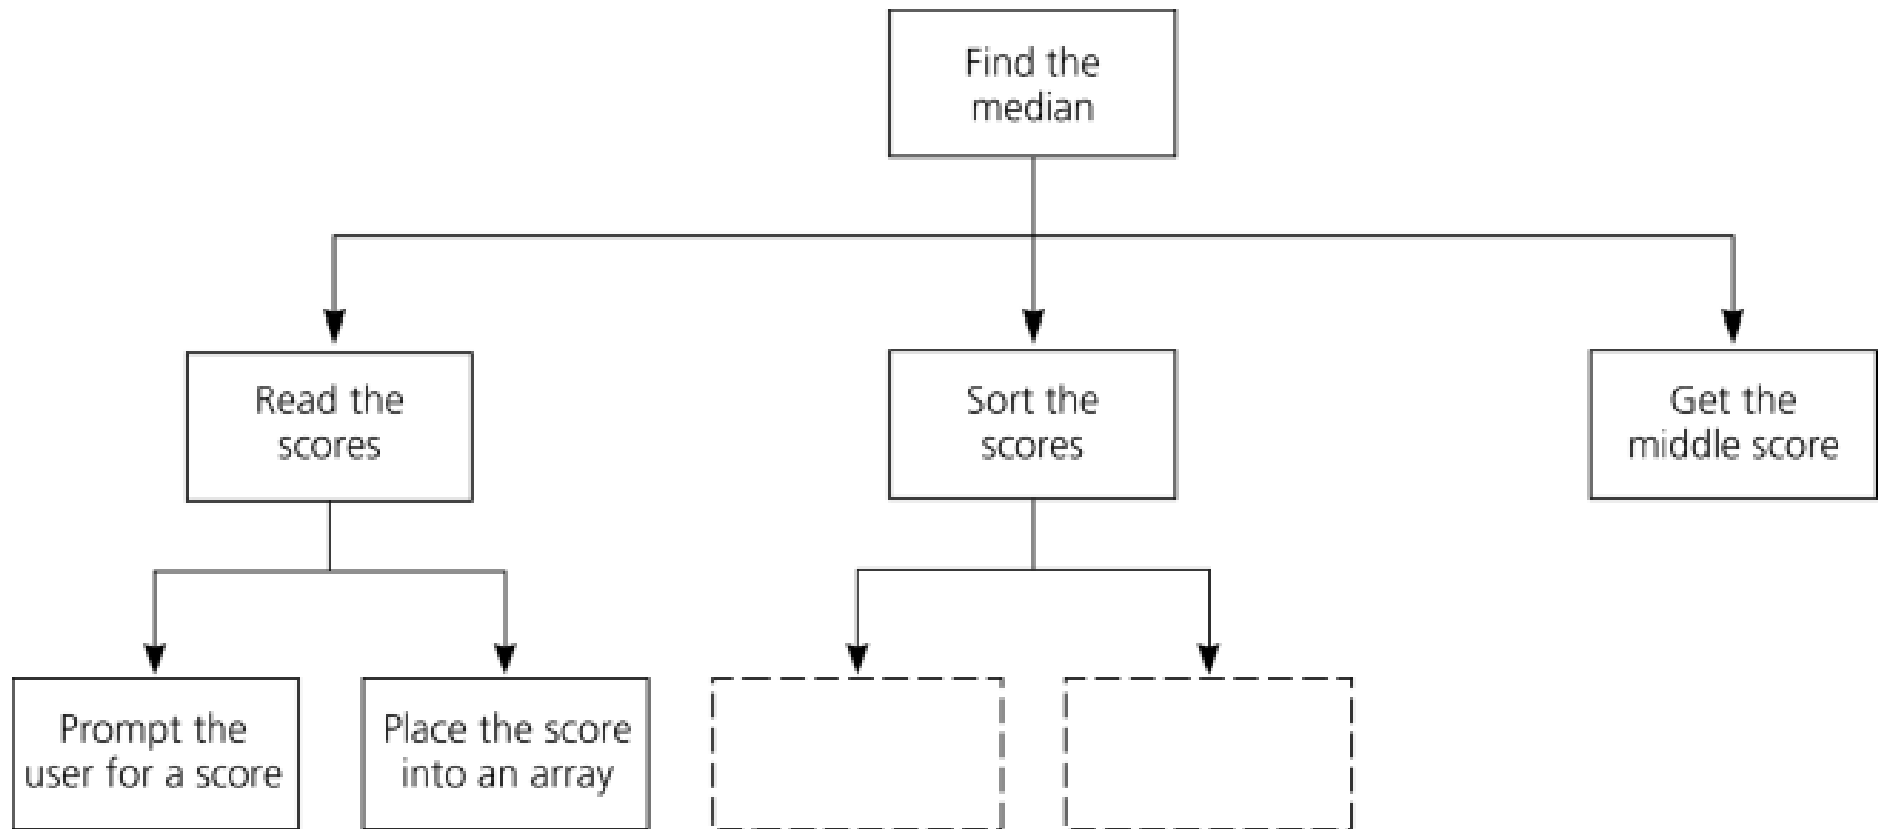 Find the
median
Read the
scores
Sort the
scores
Get the
middle score
Prompt the
user for a score
Place the score
into an array